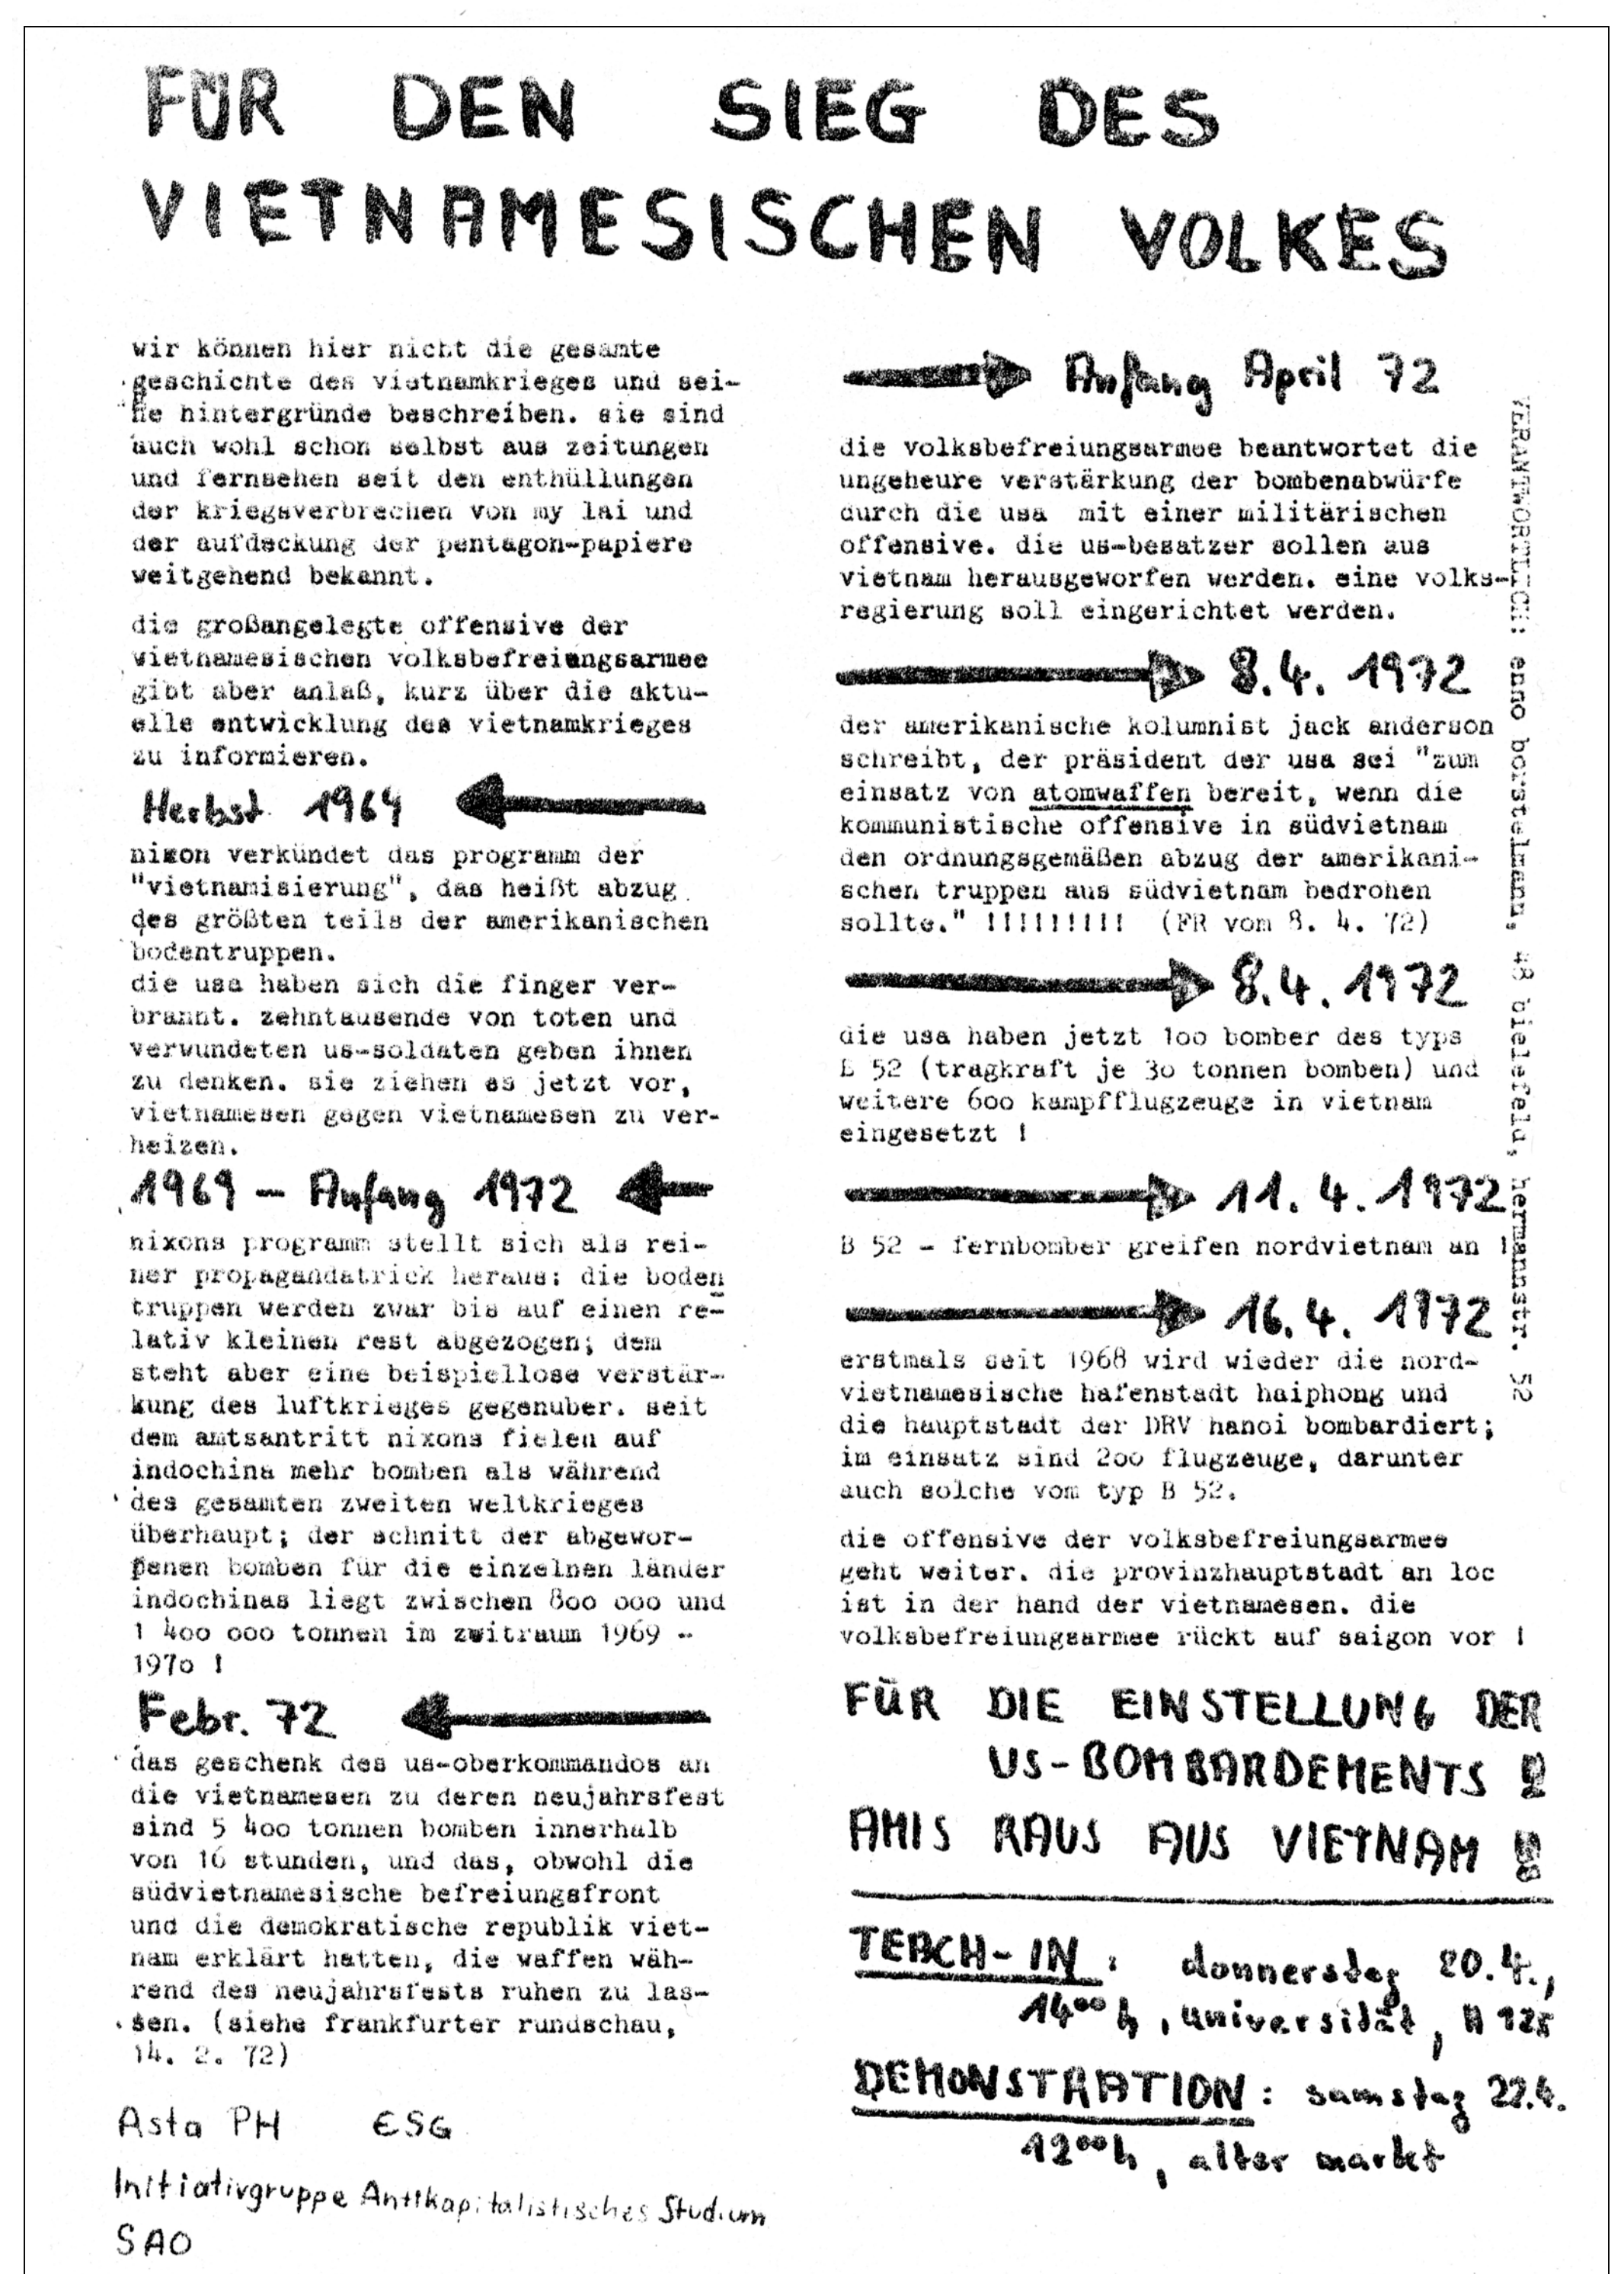 FÜR DEN SIEG DES
VIETNAMESISCHEN VOLKES
wir können hier nicht die gesamte
geschichte des vietnamkrieges und sei-
ne hintergründe beschreiben. sie sind
auch wohl schon selbst aus zeitungen
und fernsehen seit den enthüllungen
der kriegsverbrechen von my lai und
der aufdeckung der pentagon-papiere
weitgehend bekannt.
die großangelegte offensive der
vietnamesischen volksbefreiungsarmee
gibt aber anlaß, kurz über die aktu-
elle entwicklung des vietnamkrieges
zu informieren.
Herbst 1969
nixon verkündet das programm der
"vietnamisierung", das heißt abzug
des größten teils der amerikanischen
bodentruppen.
die usa haben sich die finger ver-
brannt. zehntausende von toten und
verwundeten us-soldaten geben ihnen
zu denken. sie ziehen es jetzt vor,
vietnamesen gegen vietnamesen zu ver-
heizen.
1969 - Anfang 1972
nixons programm stellt sich als rei-
ner propagandatrick heraus: die boden
truppen werden zwar bis auf einen re-
lativ kleinen rest abgezogen; dem
steht aber eine beispiellose verstär-
kung des luftkrieges gegenuber. seit
dem amtsantritt nixons fielen auf
indochina mehr bomben als während
des gesamten zweiten weltkrieges
überhaupt; der schnitt der abgewor-
fenen bomben für die einzelnen länder
indochinas liegt zwischen 8oo ooo und
1 4oo ooo tonnen im zeitraum 1969 -
197o !
Febr. 72
das geschenk des us-oberkommandos an
die vietnamesen zu deren neujahrsfest
sind 5 4oo tonnen bomben innerhalb
von 16 stunden, und das, obwohl die
südvietnamesische befreiungsfront
und die demokratische republik viet-
nam erklärt hatten, die waffen wäh-
rend des neujahrsfests ruhen zu las-
sen. (siehe frankfurter rundschau,
14. 2. 72)
Asta PH ESG
Initiativgruppe Antikapitalistisches Studium
SAO
Anfang April 72
die volksbefreiungsarmee beantwortet die
ungeheure verstärkung der bombenabwürfe
durch die usa mit einer militärischen
offensive. die us-besatzer sollen aus
vietnam herausgeworfen werden. eine volks-
regierung soll eingerichtet werden.
8.4. 1972
der amerikanische kolumnist jack anderson
schreibt, der präsident der usa sei "zum
einsatz von atomwaffen bereit, wenn die
kommunistische offensive in südvietnam
den ordnungsgemäßen abzug der amerikani-
schen truppen aus südvietnam bedrohen
sollte." !!!!!!!!! (FR vom 8. 4. 72)
8.4. 1972
die usa haben jetzt 1oo bomber des typs
B 52 (tragkraft je 3o tonnen bomben) und
weitere 6oo kampfflugzeuge in vietnam
eingesetzt !
11. 4. 1972
B 52 - fernbomber greifen nordvietnam an !
16. 4. 1972
erstmals seit 1968 wird wieder die nord-
vietnamesische hafenstadt haiphong und
die hauptstadt der DRV hanoi bombardiert;
im einsatz sind 2oo flugzeuge, darunter
auch solche vom typ B 52.
die offensive der volksbefreiungsarmee
geht weiter. die provinzhauptstadt an loc
ist in der hand der vietnamesen. die
volksbefreiungsarmee rückt auf saigon vor !
FÜR DIE EINSTELLUNG DER
US-BOMBARDEMENTS !
AMIS RAUS AUS VIETNAM !
TEACH-IN : donnerstag 20.4.,
14⁰⁰ h, universität, H 125
DEMONSTRATION : samstag 22.4.
12⁰⁰ h, alter markt
VERANTWORTLICH: enno borstelmann, 48 bielefeld, hermannstr. 52